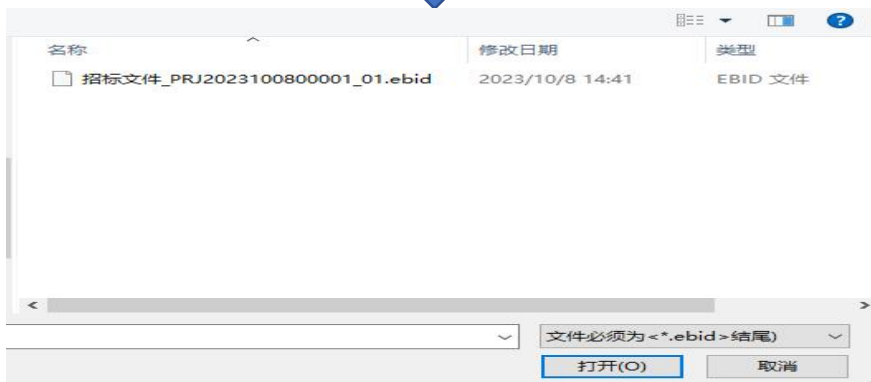 ?
名称 修改日期 类型
招标文件_PRJ2023100800001_01.ebid 2023/10/8 14:41 EBID 文件
文件必须为<*.ebid>结尾)
打开(O) 取消